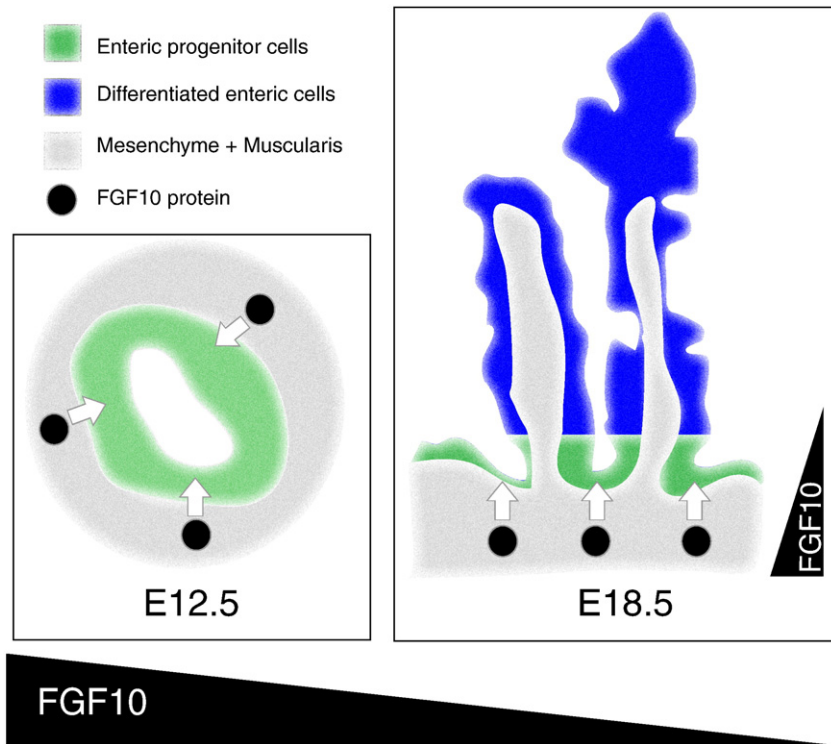 Enteric progenitor cells
Differentiated enteric cells
Mesenchyme + Muscularis
FGF10 protein
E12.5
E18.5
FGF10
FGF10